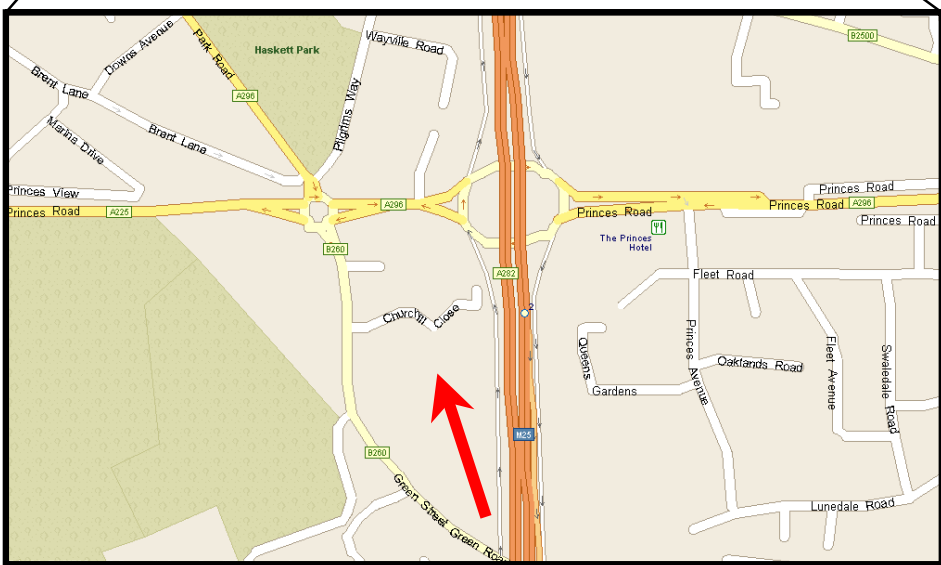 Haskett Park
Wayville Road
B2500
Downs Avenue
Park Road
Brent Lane
A296
Pilgrims Way
Marina Drive
Brent Lana
Princes View
Princes Road
A225
A296
Princes Road
The Princes
Hotel
Princes Road
Princes Road
A296
Princes Road
B260
A282
Fleet Road
2
Churchill Close
Queens
Gardens
Princes Avenue
Oaklands Road
Fleet Avenue
Swaledale Road
M25
B260
Green Street Green Road
Lunedale Road